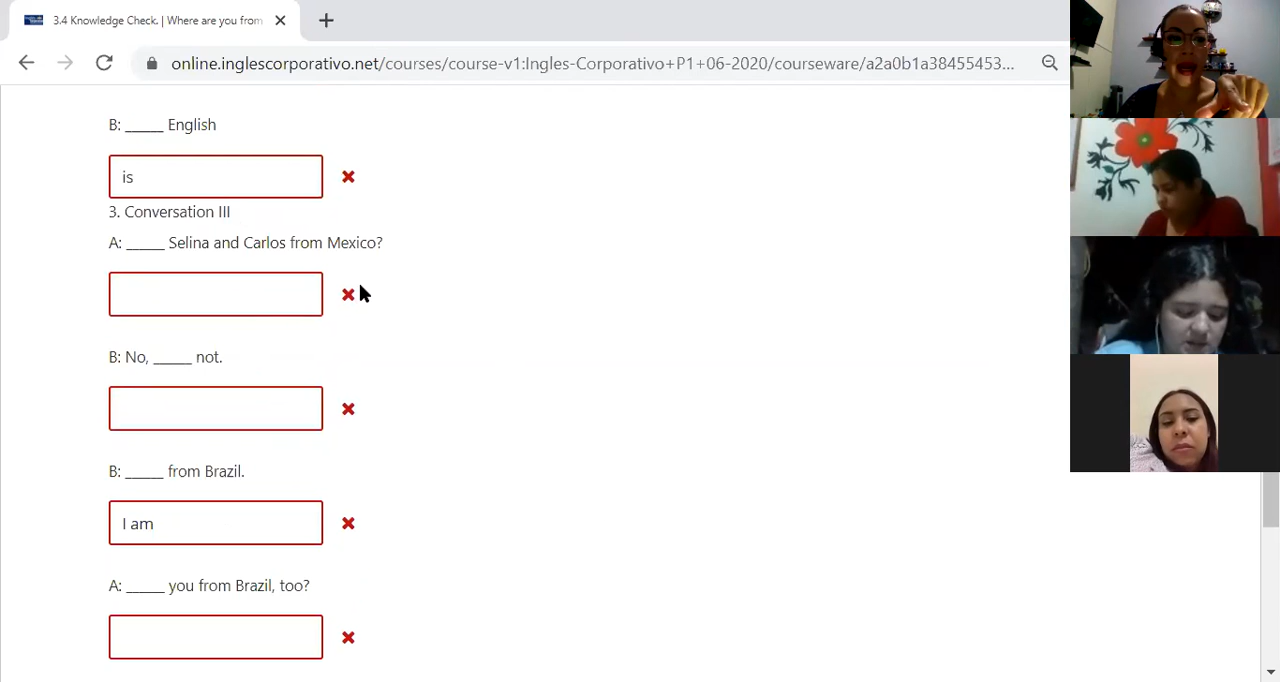 3.4 Knowledge Check. | Where are you from
online.inglescorporativo.net/courses/course-v1:Ingles-Corporativo+P1+06-2020/courseware/a2a0b1a38455453...
B: _____ English
is
3. Conversation III
A: _____ Selina and Carlos from Mexico?
B: No, _____ not.
B: _____ from Brazil.
I am
A: _____ you from Brazil, too?